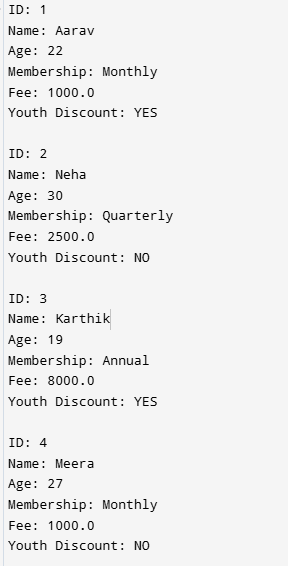 ID: 1
Name: Aarav
Age: 22
Membership: Monthly
Fee: 1000.0
Youth Discount: YES
ID: 2
Name: Neha
Age: 30
Membership: Quarterly
Fee: 2500.0
Youth Discount: NO
ID: 3
Name: Karthik
Age: 19
Membership: Annual
Fee: 8000.0
Youth Discount: YES
ID: 4
Name: Meera
Age: 27
Membership: Monthly
Fee: 1000.0
Youth Discount: NO